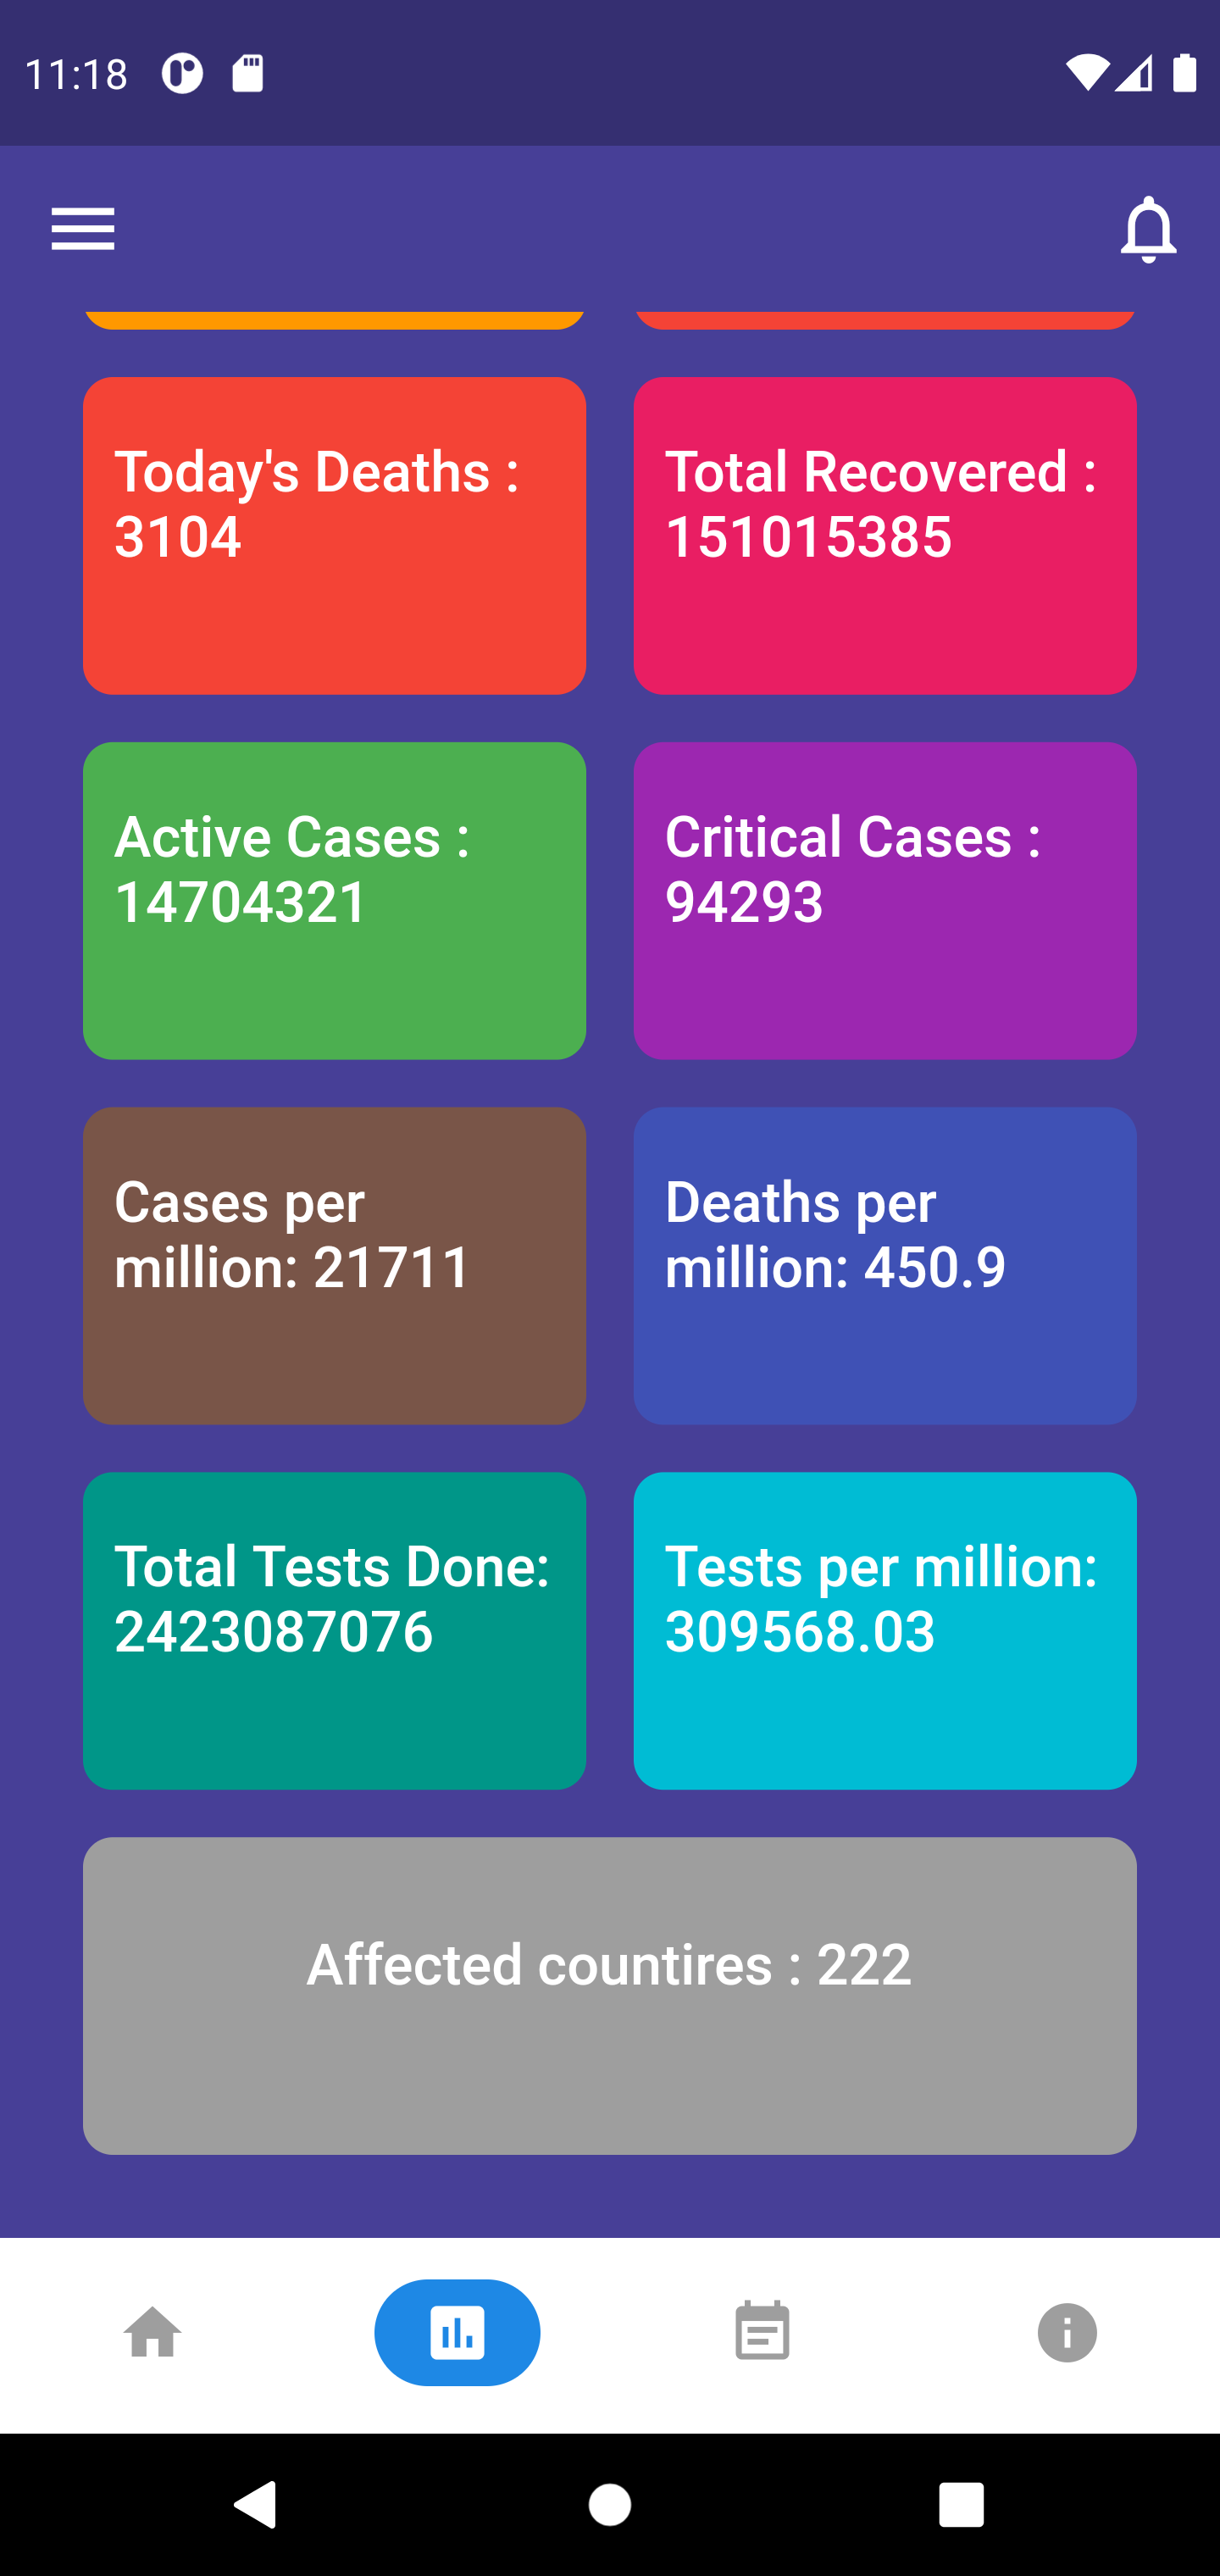 11:18
Today's Deaths :
3104
Total Recovered :
151015385
Active Cases :
14704321
Critical Cases :
94293
Cases per
million: 21711
Deaths per
million: 450.9
Total Tests Done:
2423087076
Tests per million:
309568.03
Affected countires : 222